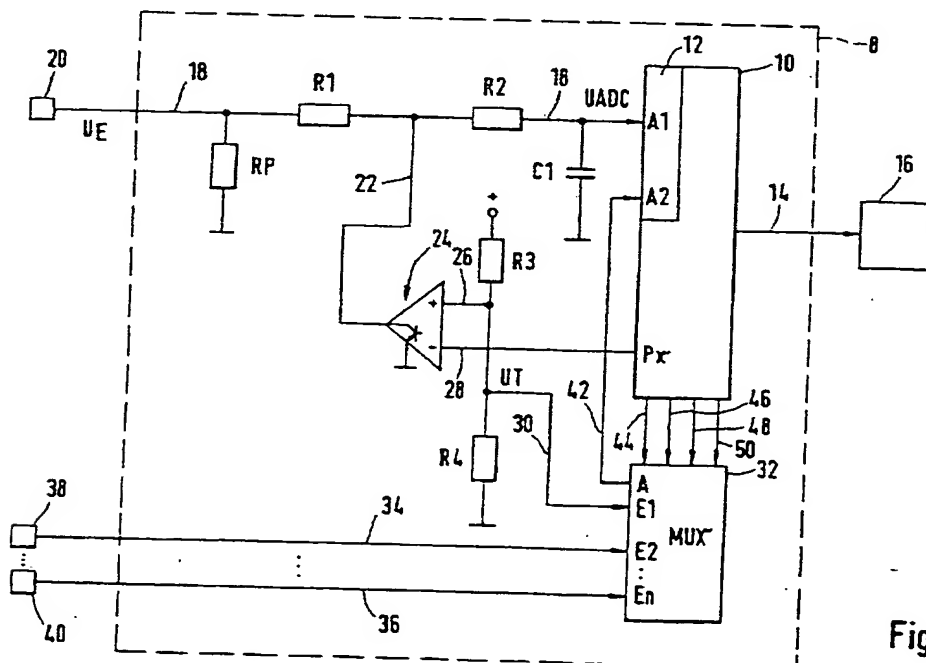 8
20
18
U_E
R1
R2
18
UADC
12
10
A1
RP
22
C1
A2
14
16
+
24
26
R3
+
-
28
Px
UT
42
30
44
46
48
50
R4
32
A
E1
MUX
38
34
E2
⋮
⋮
⋮
En
40
36
Fig